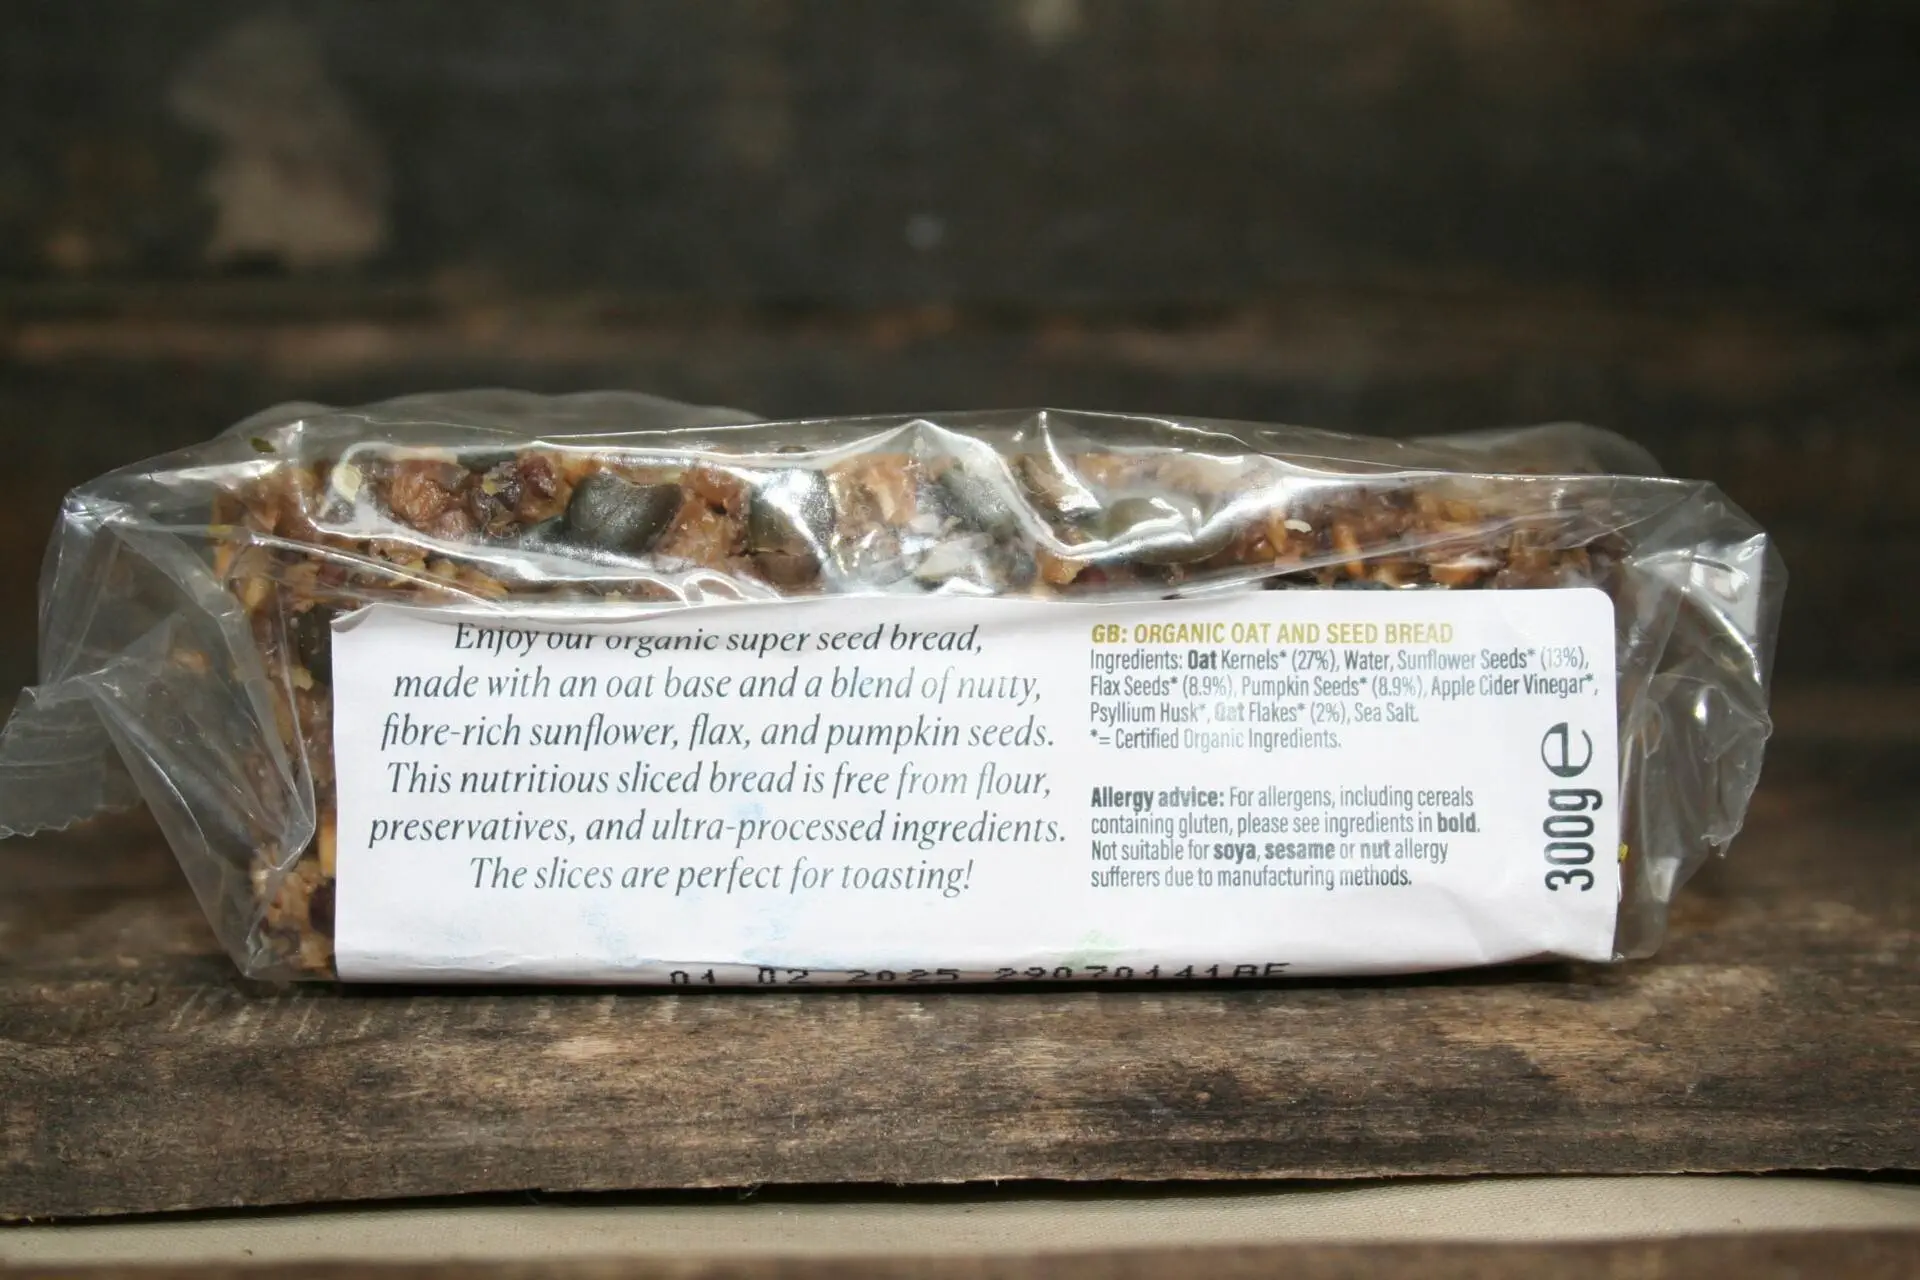 Enjoy our organic super seed bread,
made with an oat base and a blend of nutty,
fibre-rich sunflower, flax, and pumpkin seeds.
This nutritious sliced bread is free from flour,
preservatives, and ultra-processed ingredients.
The slices are perfect for toasting!
GB: ORGANIC OAT AND SEED BREAD
Ingredients: Oat Kernels* (27%), Water, Sunflower Seeds* (13%),
Flax Seeds* (8.9%), Pumpkin Seeds* (8.9%), Apple Cider Vinegar*,
Psyllium Husk*, Oat Flakes* (2%), Sea Salt.
*= Certified Organic Ingredients.
Allergy advice: For allergens, including cereals
containing gluten, please see ingredients in bold.
Not suitable for soya, sesame or nut allergy
sufferers due to manufacturing methods.
300g e
01 02 2025 29070141BE